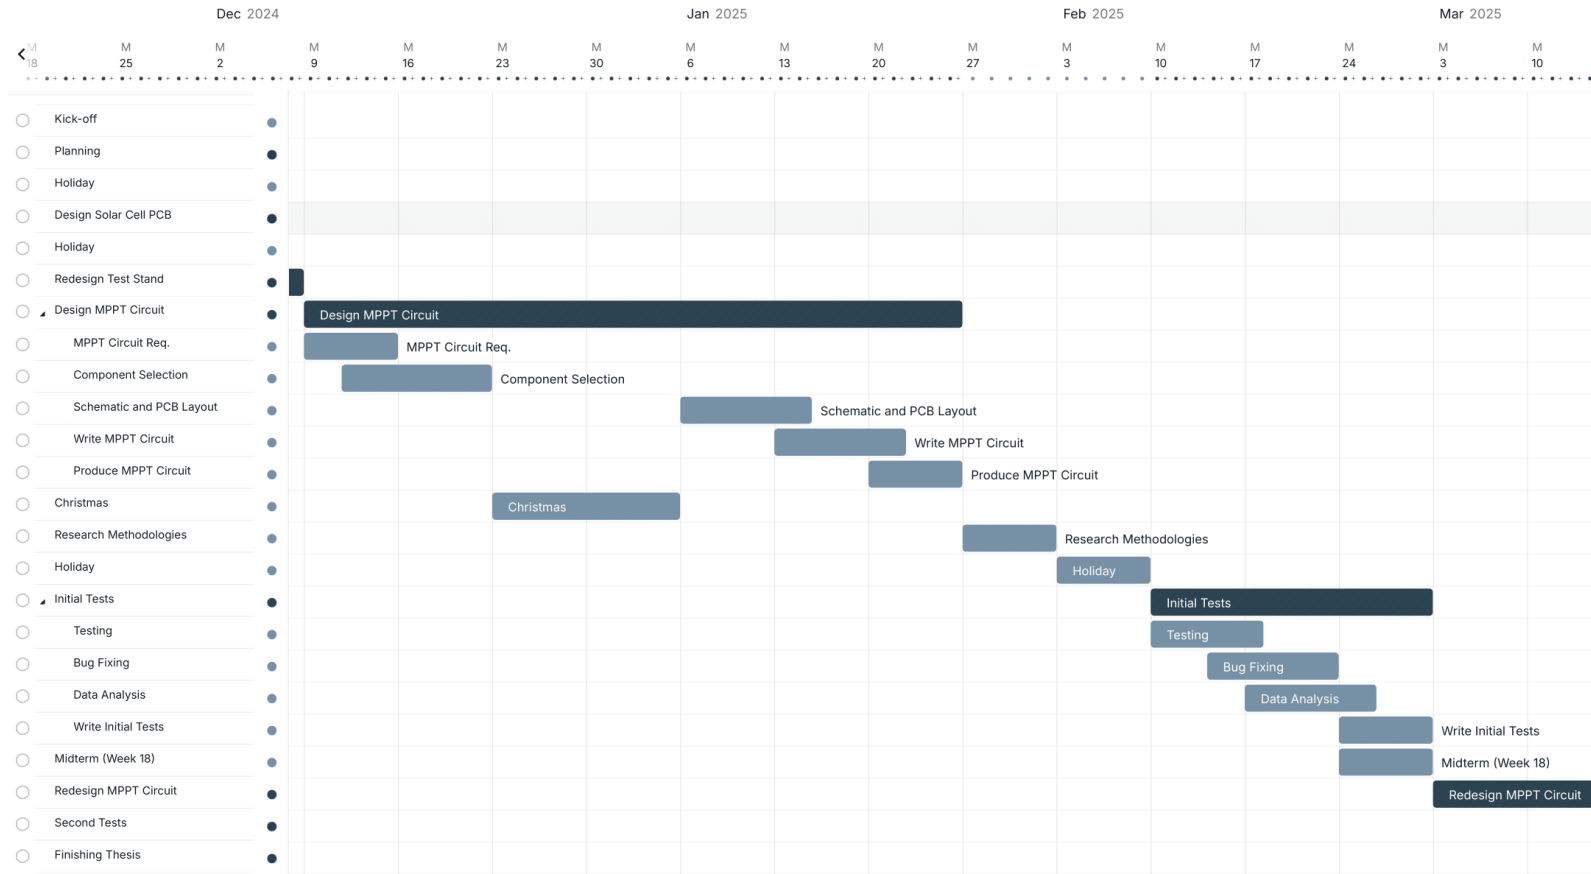 Dec 2024 Jan 2025 Feb 2025 Mar 2025
M M M M M M M M M M M M M M M M M
18 25 2 9 16 23 30 6 13 20 27 3 10 17 24 3 10
Kick-off
Planning
Holiday
Design Solar Cell PCB
Holiday
Redesign Test Stand
Design MPPT Circuit Design MPPT Circuit
MPPT Circuit Req. MPPT Circuit Req.
Component Selection Component Selection
Schematic and PCB Layout Schematic and PCB Layout
Write MPPT Circuit Write MPPT Circuit
Produce MPPT Circuit Produce MPPT Circuit
Christmas Christmas
Research Methodologies Research Methodologies
Holiday Holiday
Initial Tests Initial Tests
Testing Testing
Bug Fixing Bug Fixing
Data Analysis Data Analysis
Write Initial Tests Write Initial Tests
Midterm (Week 18) Midterm (Week 18)
Redesign MPPT Circuit Redesign MPPT Circuit
Second Tests
Finishing Thesis